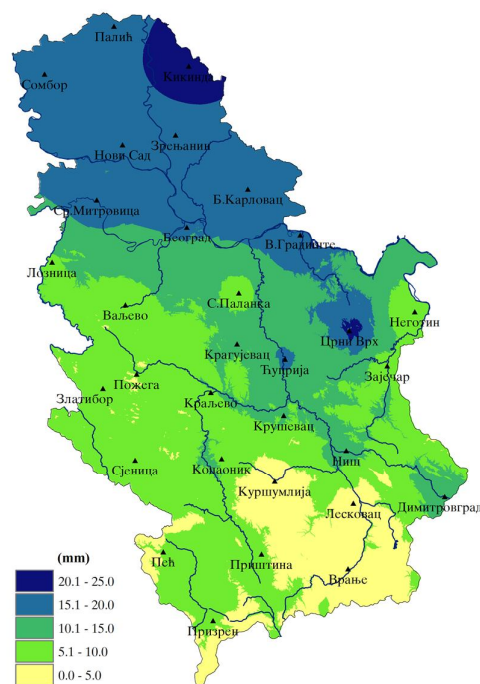 Палић
Кикинда
Сомбор
Зрењанин
Нови Сад
Б.Карловац
Ср.Митровица
Београд
В.Градиште
Лозница
С.Паланка
Ваљево
Неготин
Црни Врх
Крагујевац
Ћуприја
Зајечар
Пожега
Златибор
Краљево
Крушевац
Ниш
Сјеница
Копаоник
Куршумлија
Димитровград
Лесковац
Пећ
Приштина
Врање
Призрен
(mm)
20.1 - 25.0
15.1 - 20.0
10.1 - 15.0
5.1 - 10.0
0.0 - 5.0